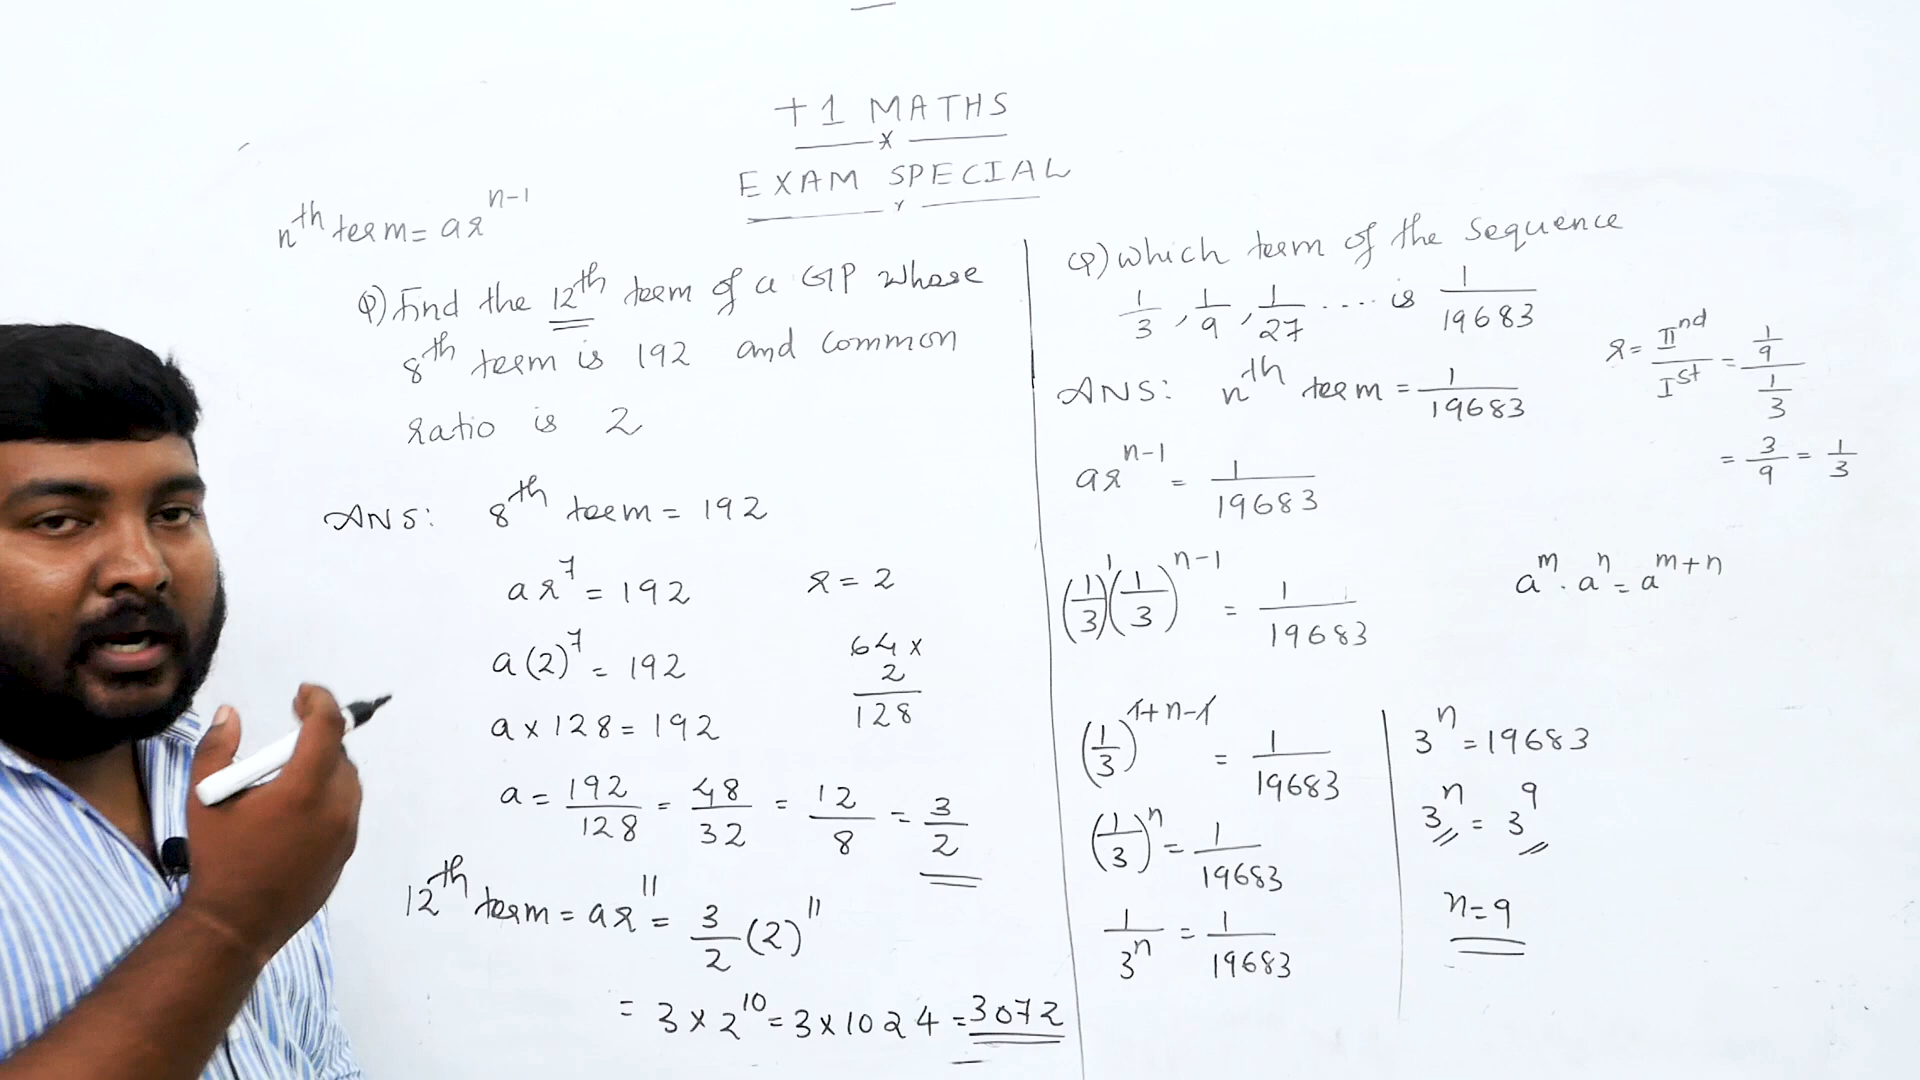 +1 MATHS
EXAM SPECIAL
nth term = ar^(n-1)
Q) Find the 12th term of a GP whose
8th term is 192 and common
ratio is 2
ANS: 8th term = 192
ar^7 = 192 r = 2
a(2)^7 = 192
64 ×
2
128
a × 128 = 192
a = 192/128 = 48/32 = 12/8 = 3/2
12th term = ar^11 = 3/2 (2)^11
= 3 × 2^10 = 3 × 1024 = 3072
Q) Which term of the sequence
1/3, 1/9, 1/27 .... is 1/19683
ANS: nth term = 1/19683
r = IInd/Ist = (1/9)/(1/3)
= 3/9 = 1/3
ar^(n-1) = 1/19683
(1/3)^1 (1/3)^(n-1) = 1/19683
a^m . a^n = a^(m+n)
(1/3)^(1+n-1) = 1/19683
(1/3)^n = 1/19683
1/3^n = 1/19683
3^n = 19683
3^n = 3^9
n = 9